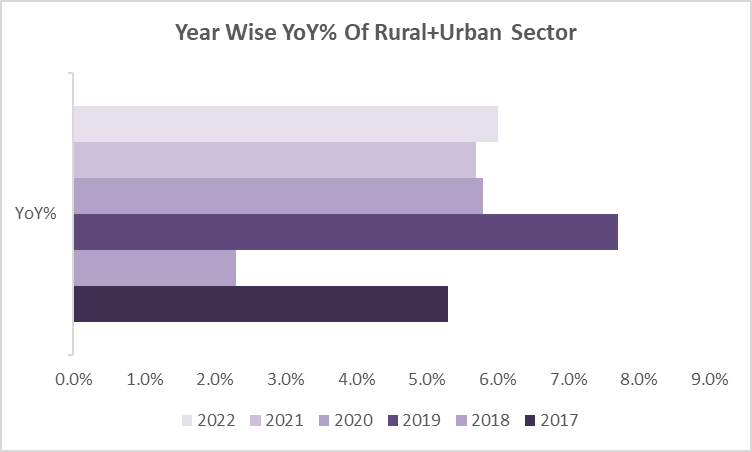 Year Wise YoY% Of Rural+Urban Sector
YoY%
0.0% 1.0% 2.0% 3.0% 4.0% 5.0% 6.0% 7.0% 8.0% 9.0%
2022 2021 2020 2019 2018 2017